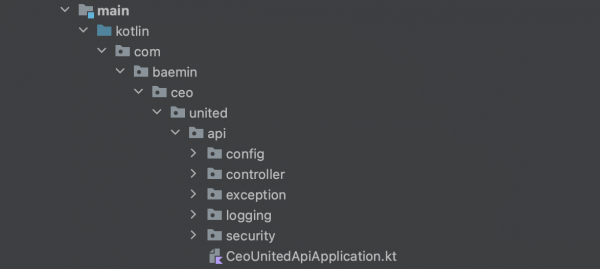 main
kotlin
com
baemin
ceo
united
api
config
controller
exception
logging
security
CeoUnitedApiApplication.kt